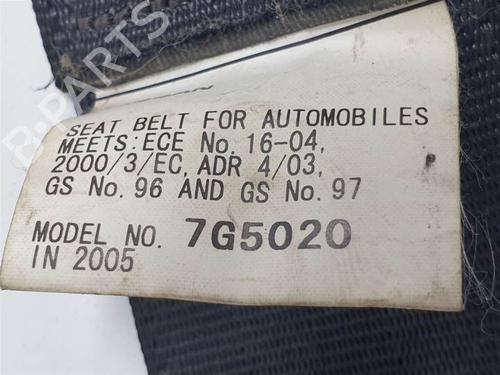 R-PARTS
SEAT BELT FOR AUTOMOBILES
MEETS:ECE No. 16-04,
2000/3/EC, ADR 4/03,
GS No. 96 AND GS No. 97
MODEL NO. 7G5020
IN 2005